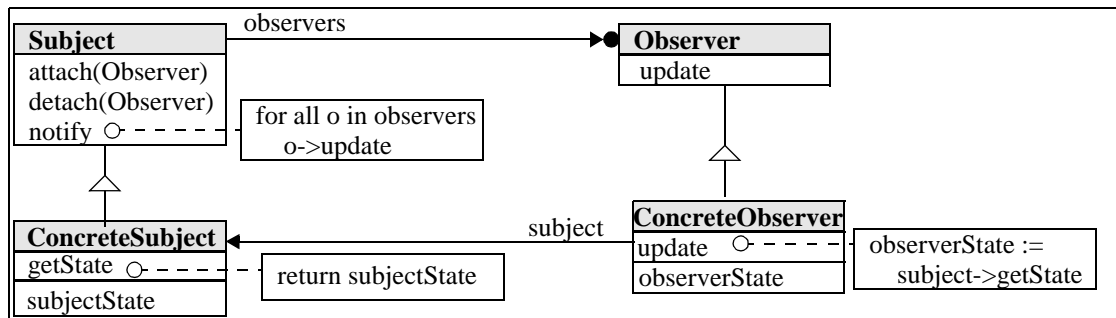 observers
Subject
attach(Observer)
detach(Observer)
notify
for all o in observers
o->update
Observer
update
ConcreteSubject
getState
subjectState
return subjectState
subject
ConcreteObserver
update
observerState
observerState :=
subject->getState